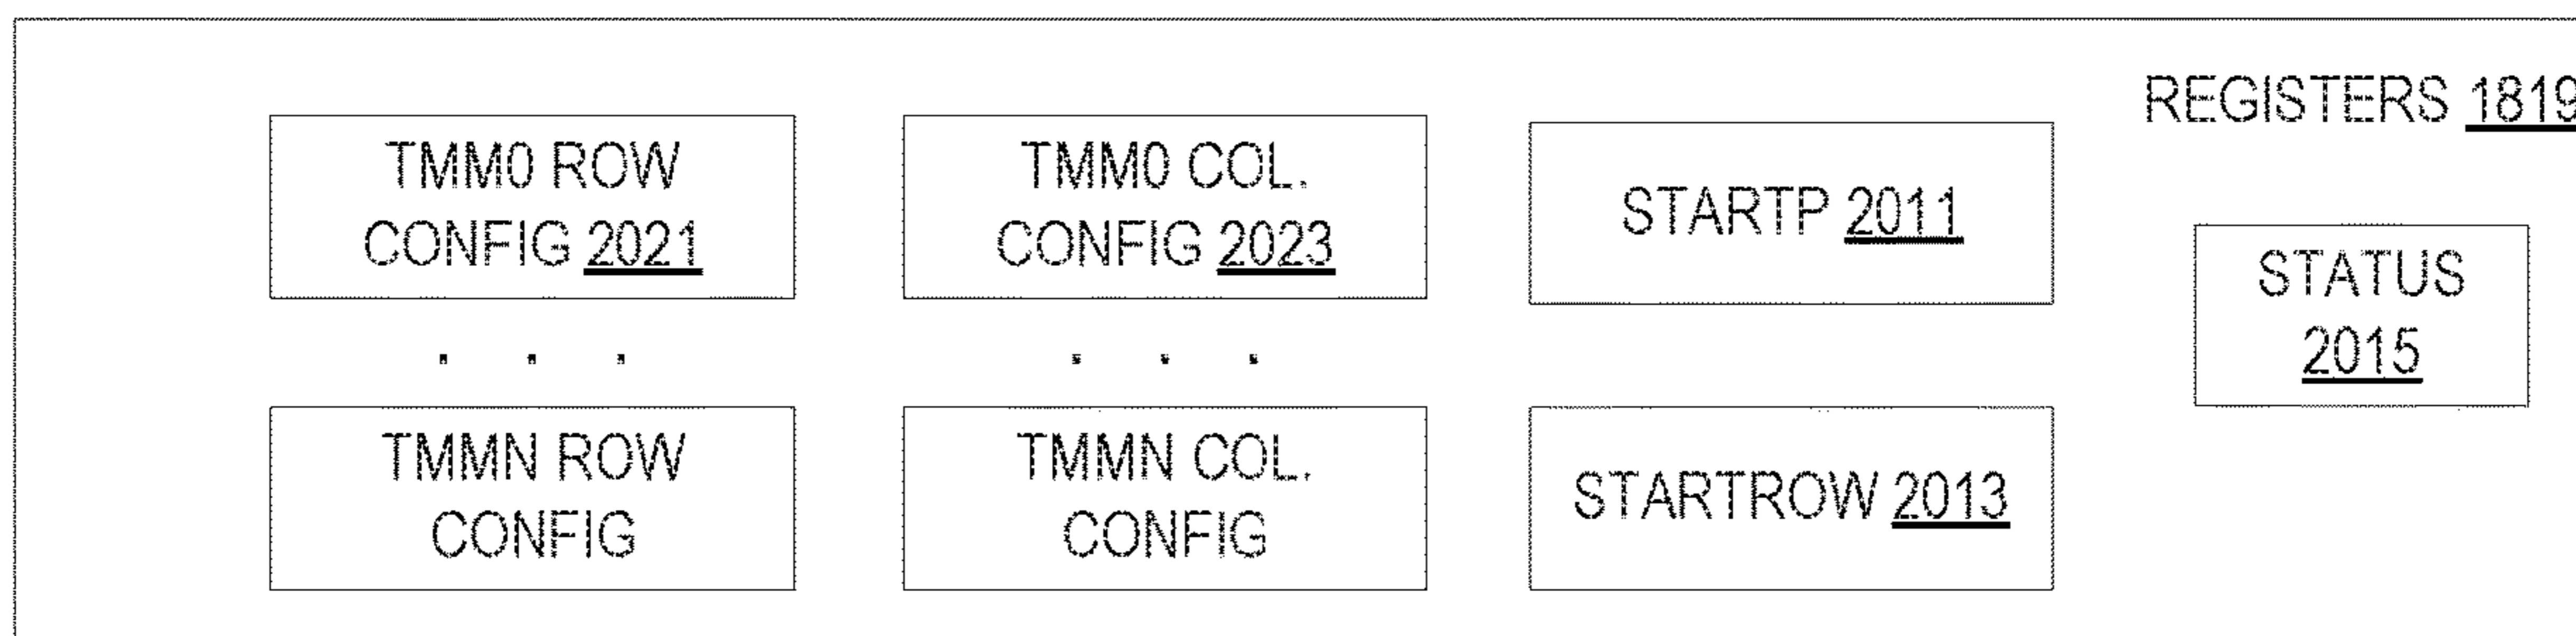 REGISTERS 1819
TMM0 ROW
CONFIG 2021
TMM0 COL.
CONFIG 2023
STARTP 2011
STATUS
2015
TMMN ROW
CONFIG
TMMN COL.
CONFIG
STARTROW 2013